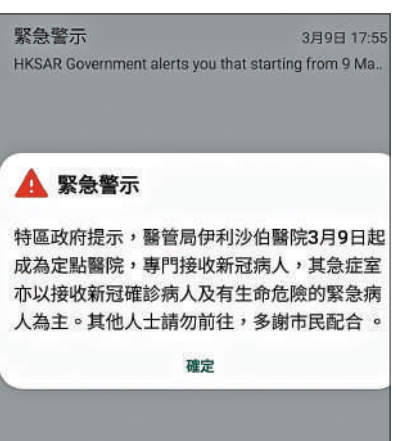 緊急警示 3月9日 17:55
HKSAR Government alerts you that starting from 9 Ma..
緊急警示
特區政府提示，醫管局伊利沙伯醫院3月9日起
成為定點醫院，專門接收新冠病人，其急症室
亦以接收新冠確診病人及有生命危險的緊急病
人為主。其他人士請勿前往，多謝市民配合 。
確定